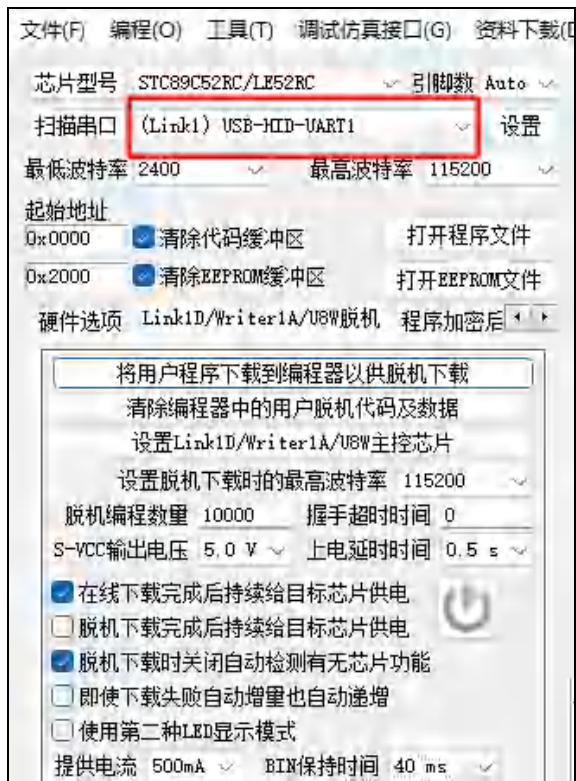 文件(F) 编程(O) 工具(T) 调试仿真接口(G) 资料下载(
芯片型号 STC89C52RC/LE52RC 引脚数 Auto
扫描串口 (Link1) USB-HID-UART1 设置
最低波特率 2400 最高波特率 115200
起始地址
0x0000 清除代码缓冲区 打开程序文件
0x2000 清除EEPROM缓冲区 打开EEPROM文件
硬件选项 Link1D/Writer1A/U8W脱机 程序加密后
将用户程序下载到编程器以供脱机下载
清除编程器中的用户脱机代码及数据
设置Link1D/Writer1A/U8W主控芯片
设置脱机下载时的最高波特率 115200
脱机编程数量 10000 握手超时时间 0
S-VCC输出电压 5.0 V 上电延时时间 0.5 s
在线下载完成后持续给目标芯片供电
脱机下载完成后持续给目标芯片供电
脱机下载时关闭自动检测有无芯片功能
即使下载失败自动增量也自动递增
使用第二种LED显示模式
提供电流 500mA BIN保持时间 40 ms